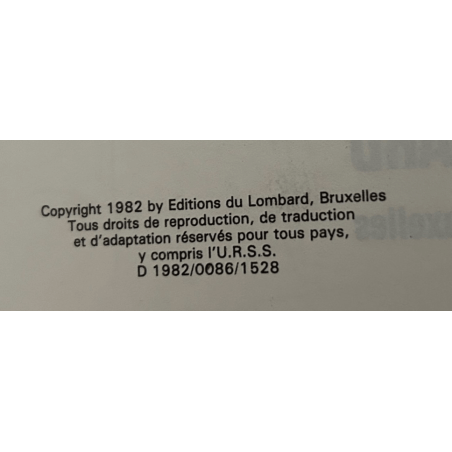 Copyright 1982 by Editions du Lombard, Bruxelles
Tous droits de reproduction, de traduction
et d'adaptation réservés pour tous pays,
y compris l'U.R.S.S.
D 1982/0086/1528